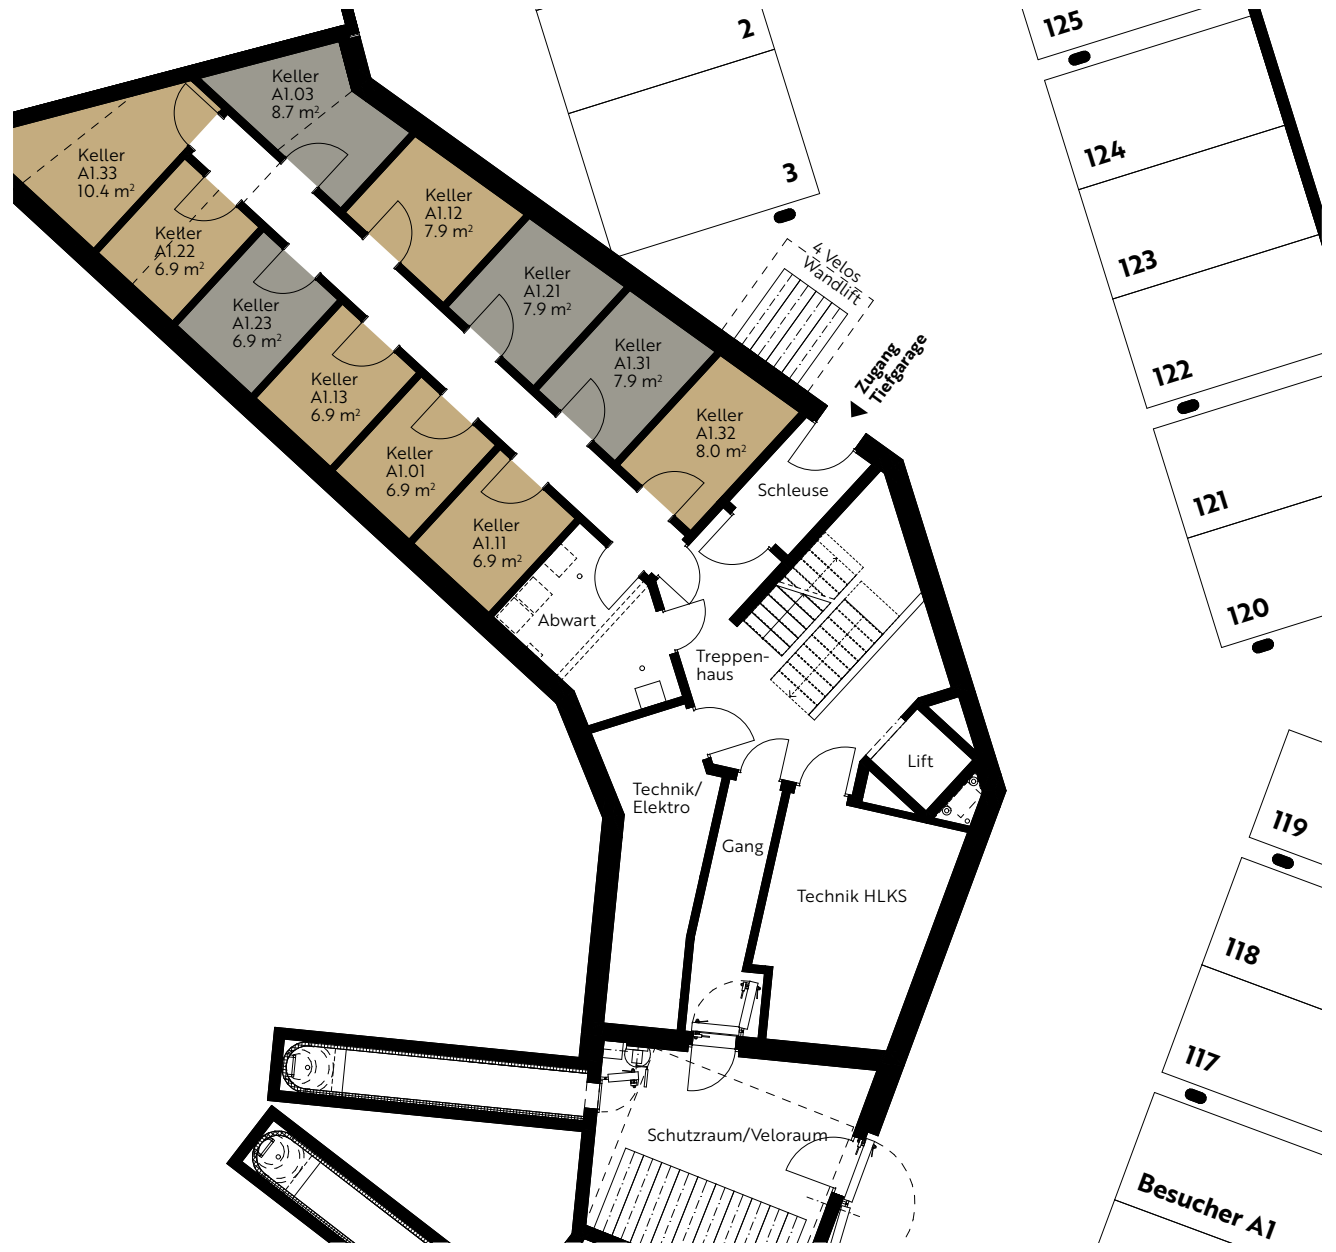 2
3
125
124
123
122
121
120
119
118
117
Besucher A1
Keller
A1.03
8.7 m²
Keller
A1.33
10.4 m²
Keller
A1.12
7.9 m²
Keller
A1.22
6.9 m²
Keller
A1.21
7.9 m²
Keller
A1.23
6.9 m²
Keller
A1.31
7.9 m²
Keller
A1.13
6.9 m²
Keller
A1.32
8.0 m²
Keller
A1.01
6.9 m²
Keller
A1.11
6.9 m²
4 Velos
Wandlift
Zugang
Tiefgarage
Schleuse
Abwart
Treppen-
haus
Lift
Technik/
Elektro
Gang
Technik HLKS
Schutzraum/Veloraum